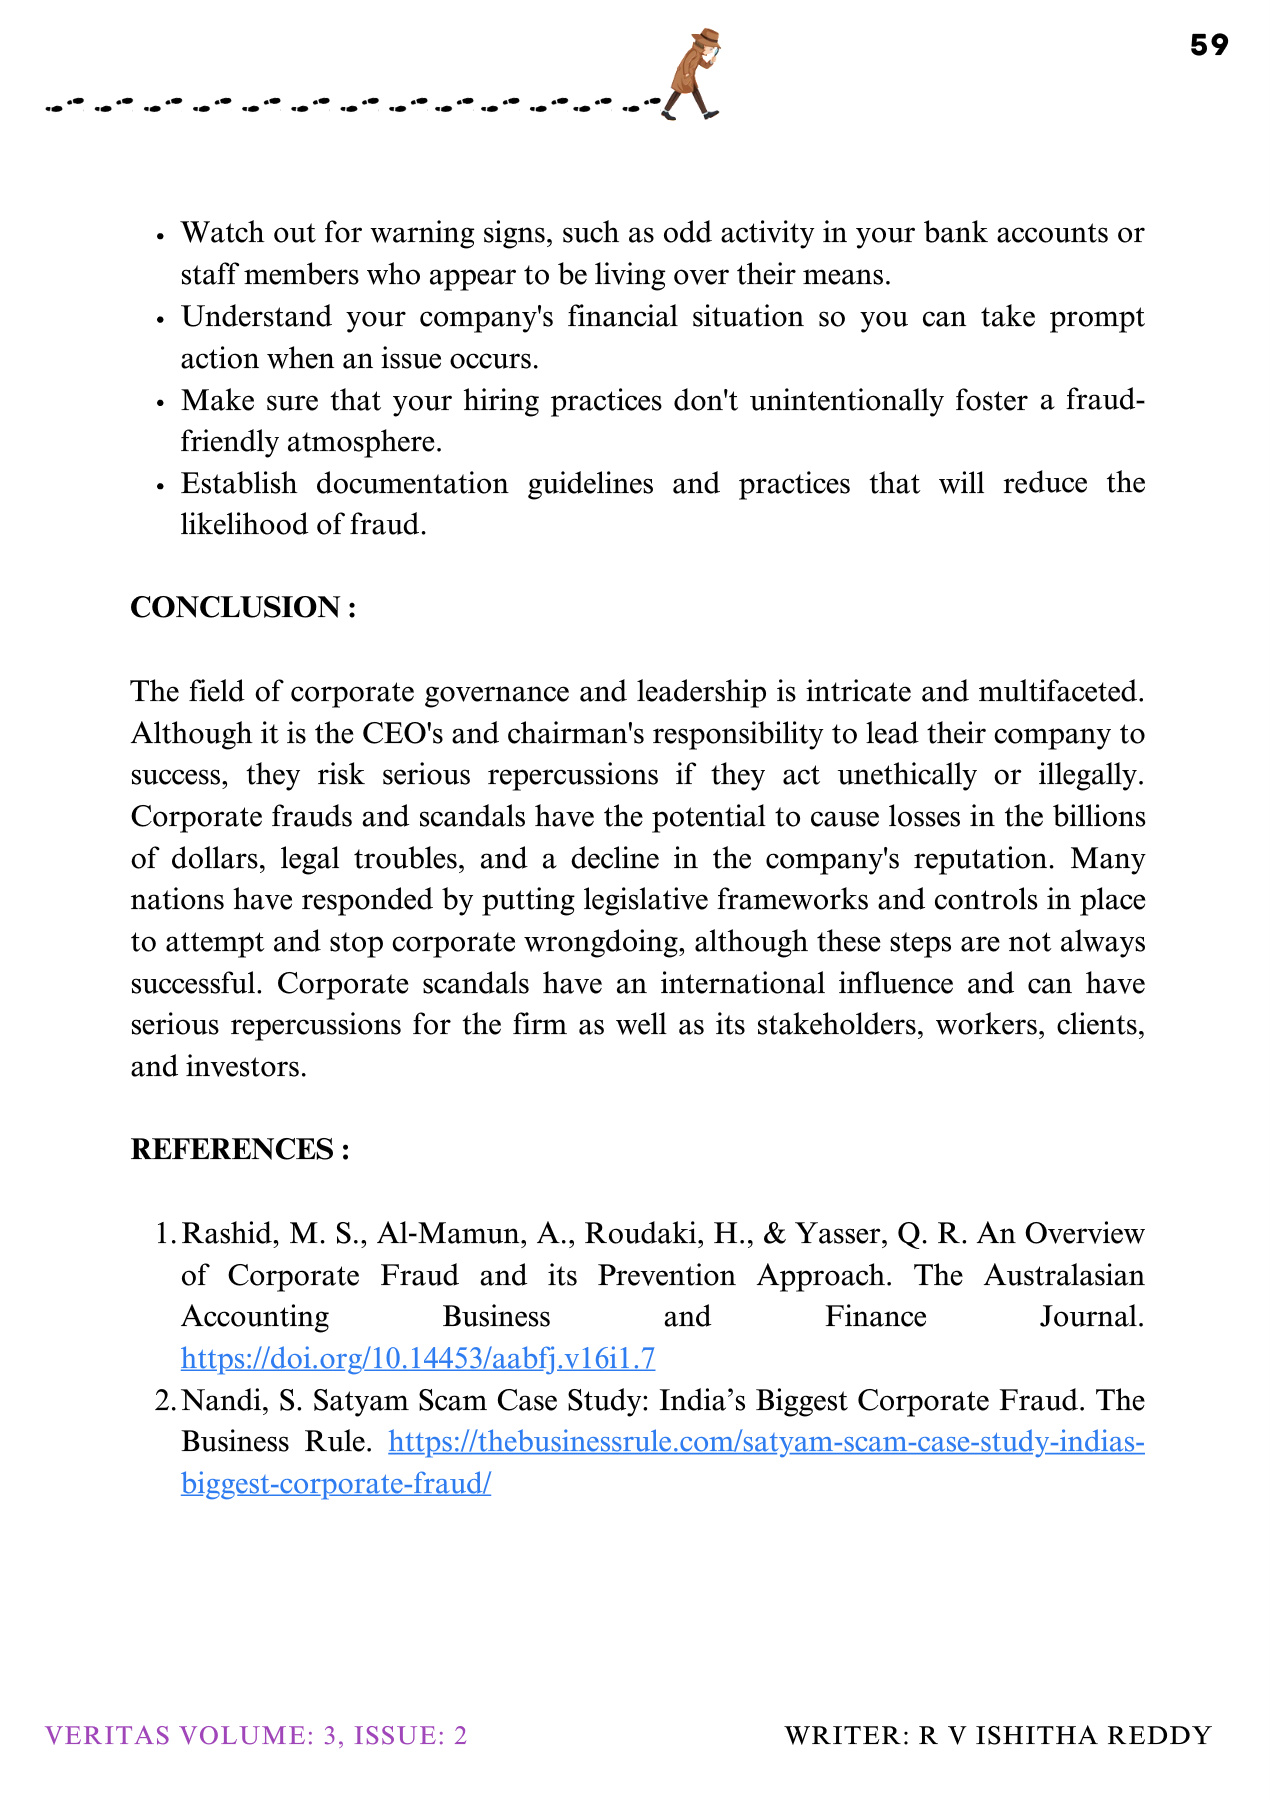 59
• Watch out for warning signs, such as odd activity in your bank accounts or
staff members who appear to be living over their means.
• Understand your company's financial situation so you can take prompt
action when an issue occurs.
• Make sure that your hiring practices don't unintentionally foster a fraud-
friendly atmosphere.
• Establish documentation guidelines and practices that will reduce the
likelihood of fraud.
CONCLUSION :
The field of corporate governance and leadership is intricate and multifaceted.
Although it is the CEO's and chairman's responsibility to lead their company to
success, they risk serious repercussions if they act unethically or illegally.
Corporate frauds and scandals have the potential to cause losses in the billions
of dollars, legal troubles, and a decline in the company's reputation. Many
nations have responded by putting legislative frameworks and controls in place
to attempt and stop corporate wrongdoing, although these steps are not always
successful. Corporate scandals have an international influence and can have
serious repercussions for the firm as well as its stakeholders, workers, clients,
and investors.
REFERENCES :
1. Rashid, M. S., Al-Mamun, A., Roudaki, H., & Yasser, Q. R. An Overview
of Corporate Fraud and its Prevention Approach. The Australasian
Accounting Business and Finance Journal.
https://doi.org/10.14453/aabfj.v16i1.7
2. Nandi, S. Satyam Scam Case Study: India’s Biggest Corporate Fraud. The
Business Rule. https://thebusinessrule.com/satyam-scam-case-study-indias-
biggest-corporate-fraud/
VERITAS VOLUME: 3, ISSUE: 2
WRITER: R V ISHITHA REDDY